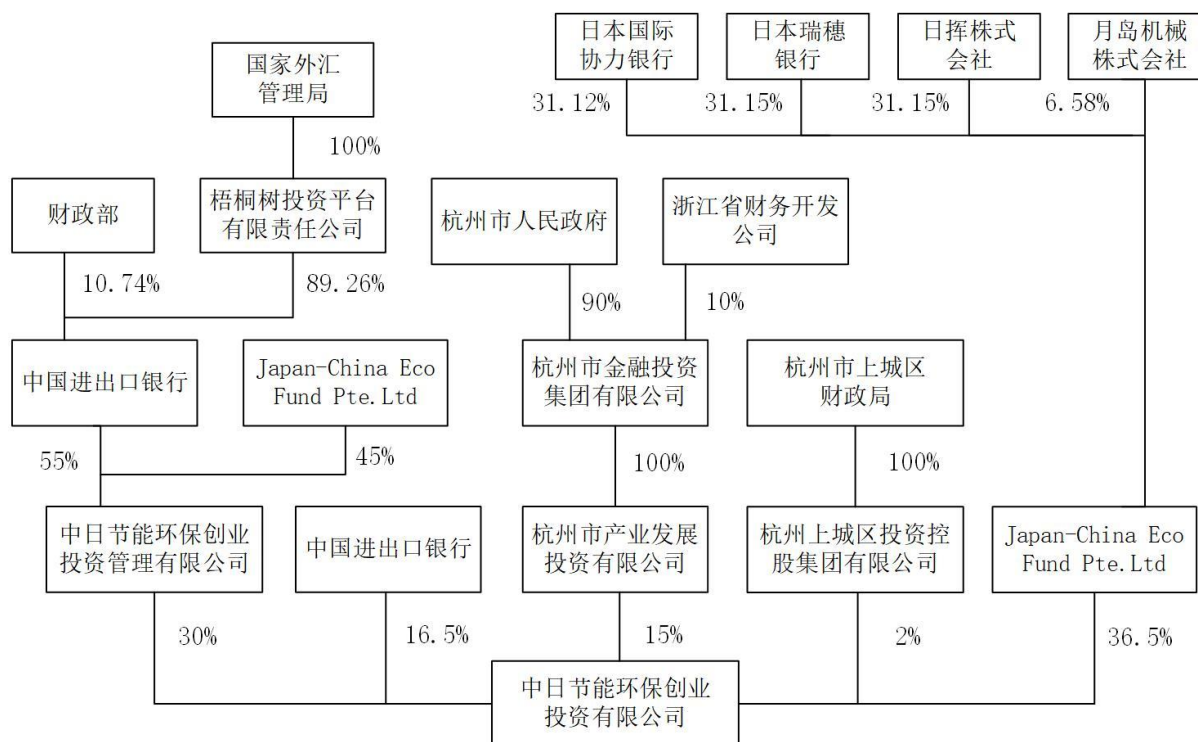 日本国际
协力银行
日本瑞穗
银行
日挥株式
会社
月岛机械
株式会社
国家外汇
管理局
31.12%
31.15%
31.15%
6.58%
100%
财政部
梧桐树投资平台
有限责任公司
杭州市人民政府
浙江省财务开发
公司
10.74%
89.26%
90%
10%
中国进出口银行
Japan-China Eco
Fund Pte.Ltd
杭州市金融投资
集团有限公司
杭州市上城区
财政局
55%
45%
100%
100%
中日节能环保创业
投资管理有限公司
中国进出口银行
杭州市产业发展
投资有限公司
杭州上城区投资控
股集团有限公司
Japan-China Eco
Fund Pte.Ltd
30%
16.5%
15%
2%
36.5%
中日节能环保创业
投资有限公司